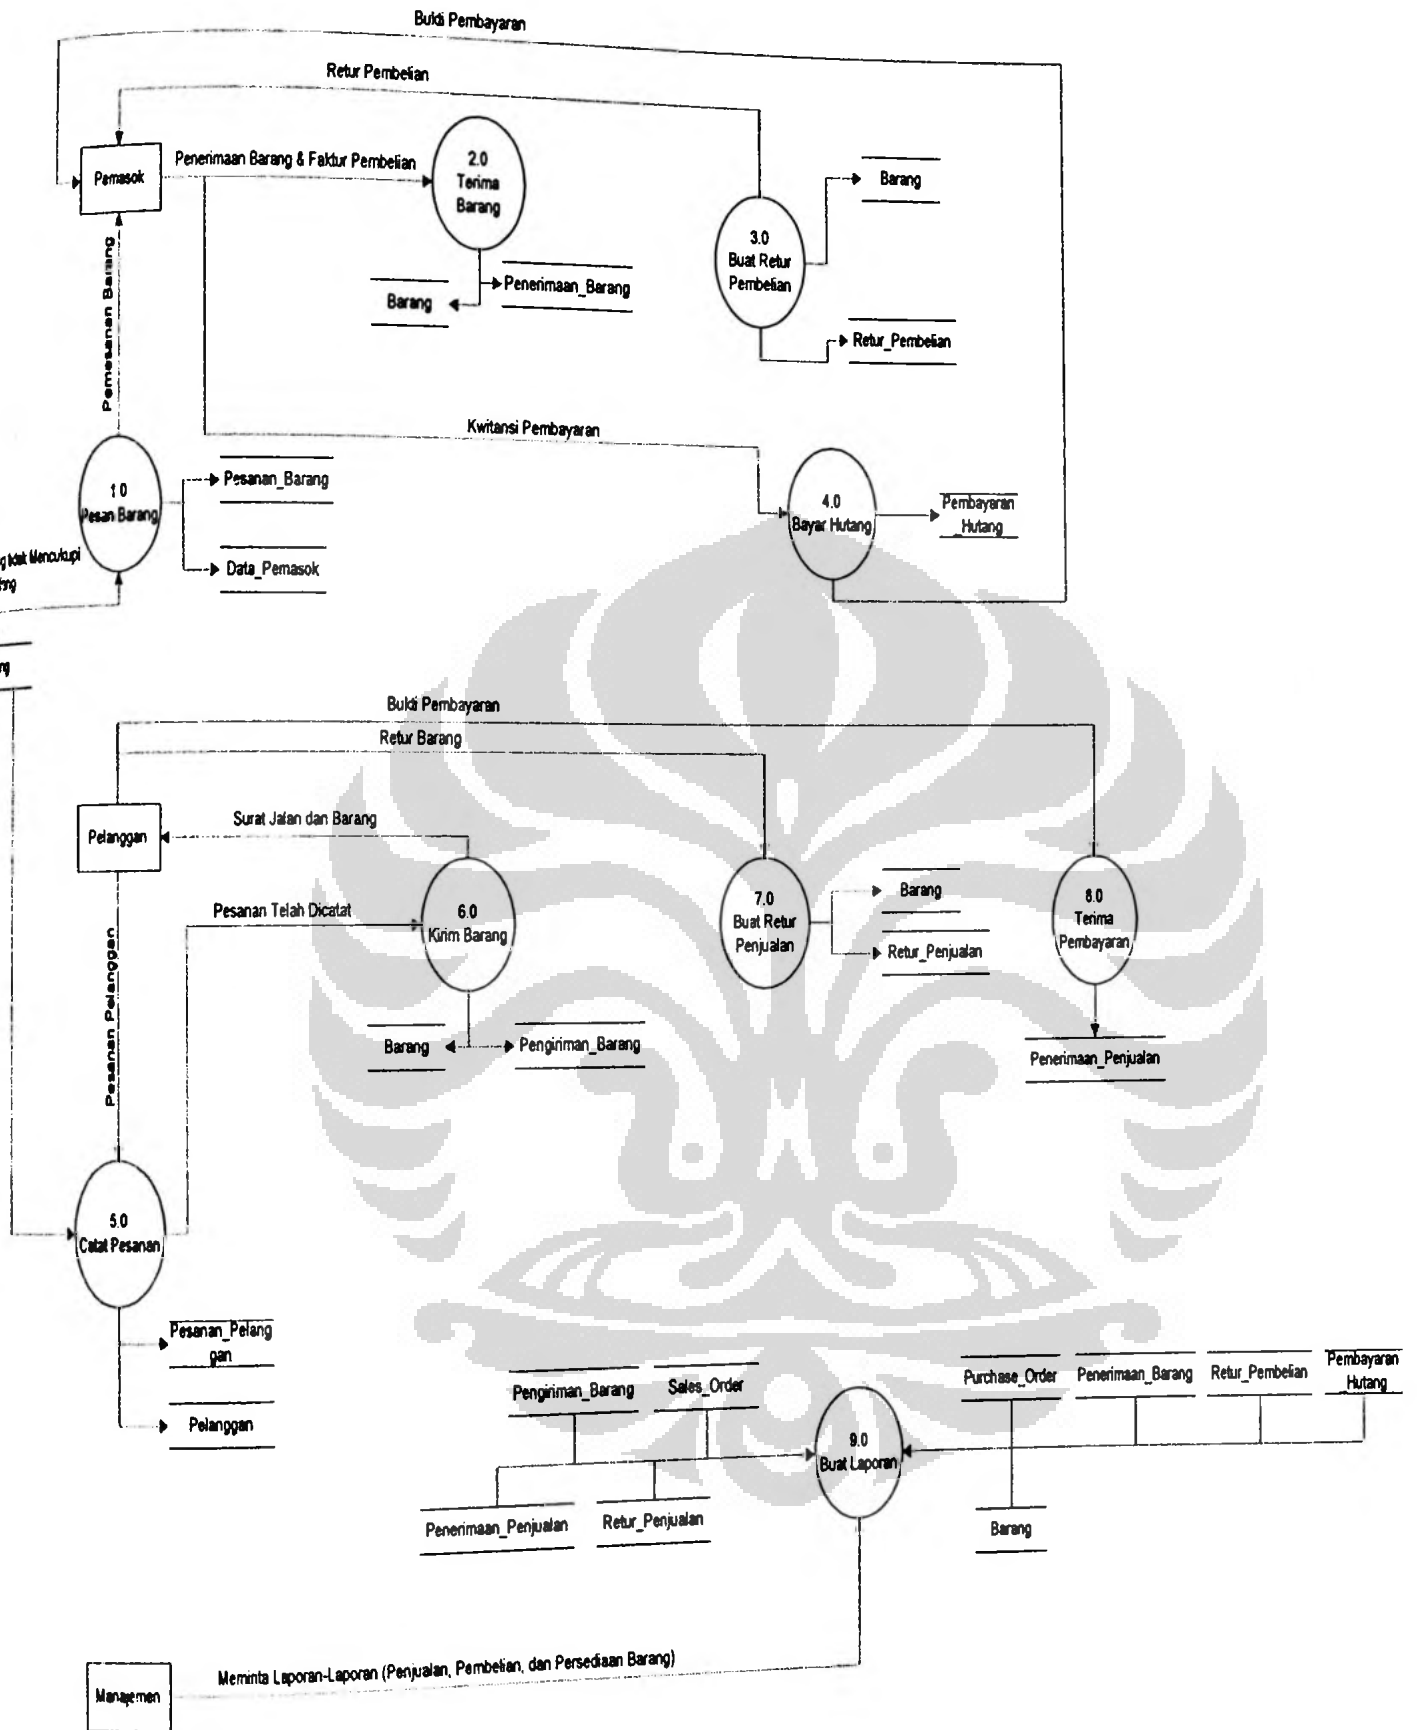 Bukti Pembayaran
Retur Pembelian
Pemasok
Penerimaan Barang & Faktur Pembelian
2.0
Terima
Barang
Barang
3.0
Buat Retur
Pembelian
Pemesanan Barang
Barang
Penerimaan_Barang
Retur_Pembelian
Kwitansi Pembayaran
1.0
Pesan Barang
Pesanan_Barang
4.0
Bayar Hutang
Pembayaran
_Hutang
tidak Mencukupi
Data_Pemasok
Bukti Pembayaran
Retur Barang
Pelanggan
Surat Jalan dan Barang
Pesanan Telah Dicatat
6.0
Kirim Barang
7.0
Buat Retur
Penjualan
Barang
Retur_Penjualan
8.0
Terima
Pembayaran
Pesanan Pelanggan
Barang
Pengiriman_Barang
Penerimaan_Penjualan
5.0
Catat Pesanan
Pesanan_Pelang
gan
Pelanggan
Pengiriman_Barang
Sales_Order
Purchase_Order
Penerimaan_Barang
Retur_Pembelian
Pembayaran
_Hutang
9.0
Buat Laporan
Penerimaan_Penjualan
Retur_Penjualan
Barang
Manajemen
Meminta Laporan-Laporan (Penjualan, Pembelian, dan Persediaan Barang)